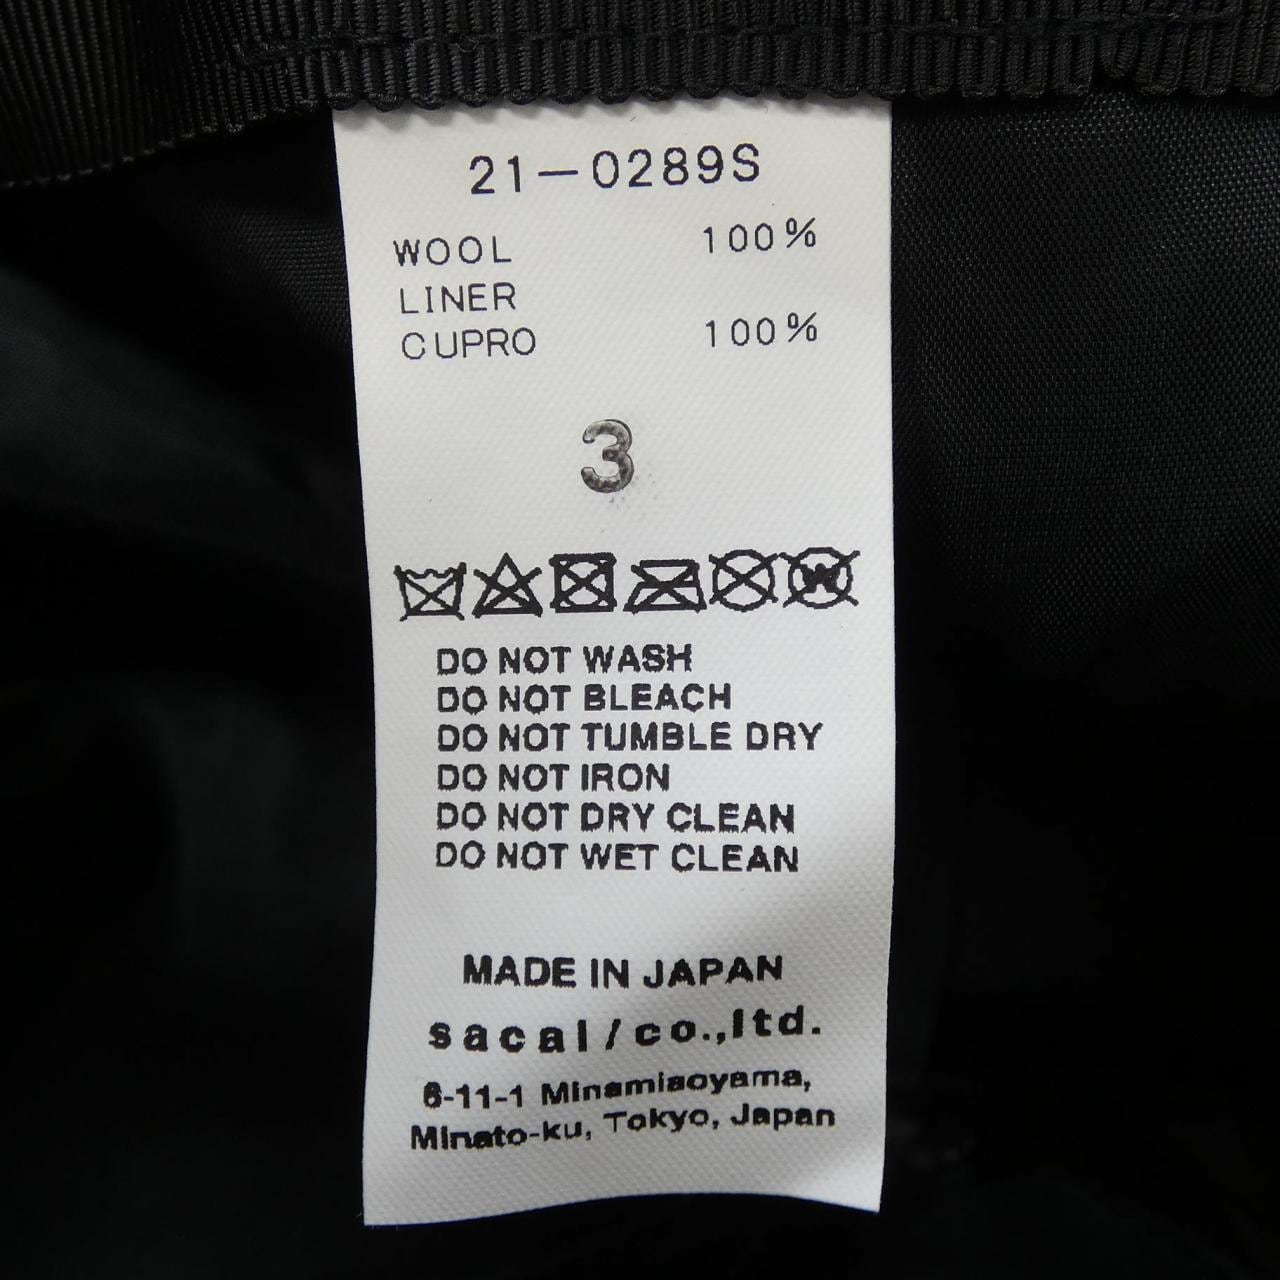 21-0289S
WOOL 100%
LINER
CUPRO 100%
3
DO NOT WASH
DO NOT BLEACH
DO NOT TUMBLE DRY
DO NOT IRON
DO NOT DRY CLEAN
DO NOT WET CLEAN
MADE IN JAPAN
sacai/co.,ltd.
6-11-1 Minamiaoyama,
Minato-ku, Tokyo, Japan